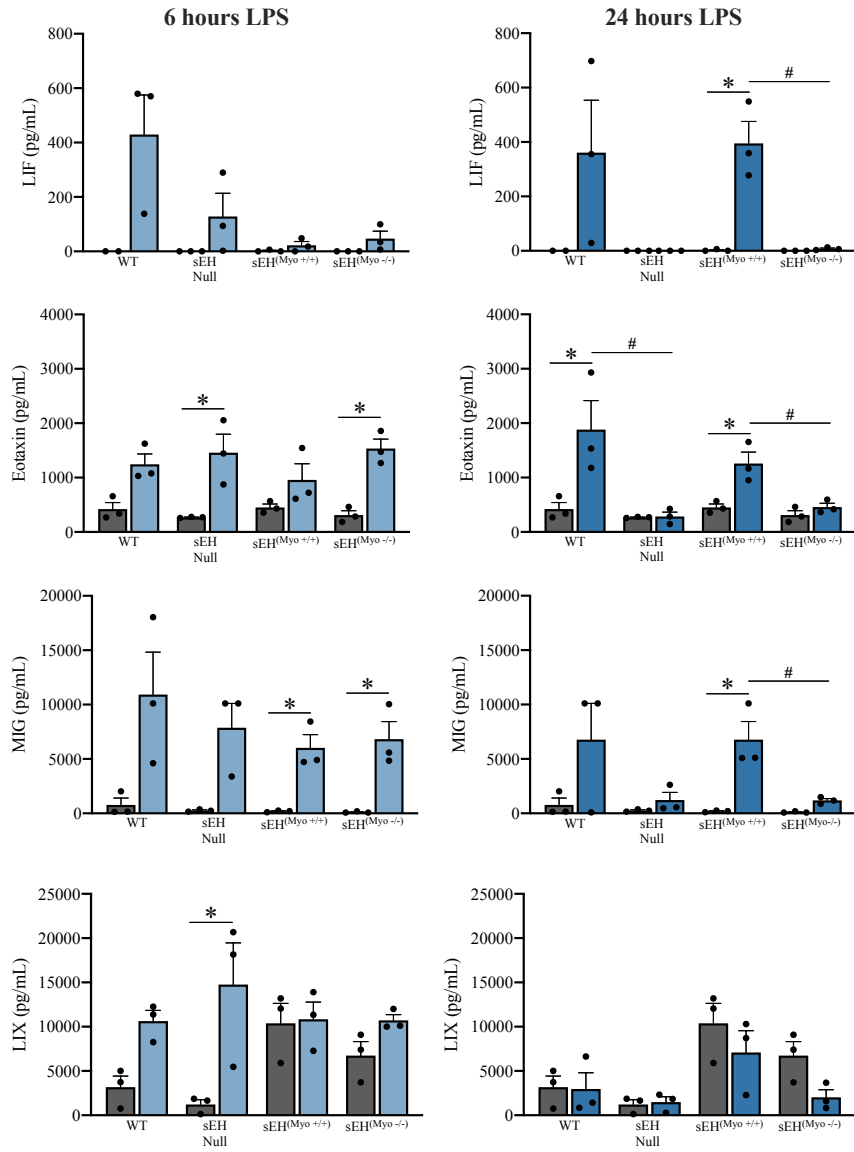 6 hours LPS
24 hours LPS
LIF (pg/mL)
800
600
400
200
0
WT
sEH
Null
sEH(Myo +/+)
sEH(Myo -/-)
LIF (pg/mL)
800
600
400
200
0
*
#
WT
sEH
Null
sEH(Myo +/+)
sEH(Myo -/-)
Eotaxin (pg/mL)
4000
3000
2000
1000
0
*
*
WT
sEH
Null
sEH(Myo +/+)
sEH(Myo -/-)
Eotaxin (pg/mL)
4000
3000
2000
1000
0
*
#
*
#
WT
sEH
Null
sEH(Myo +/+)
sEH(Myo -/-)
MIG (pg/mL)
20000
15000
10000
5000
0
*
*
WT
sEH
Null
sEH(Myo +/+)
sEH(Myo -/-)
MIG (pg/mL)
20000
15000
10000
5000
0
*
#
WT
sEH
Null
sEH(Myo +/+)
sEH(Myo -/-)
LIX (pg/mL)
25000
20000
15000
10000
5000
0
*
WT
sEH
Null
sEH(Myo +/+)
sEH(Myo -/-)
LIX (pg/mL)
25000
20000
15000
10000
5000
0
WT
sEH
Null
sEH(Myo +/+)
sEH(Myo -/-)